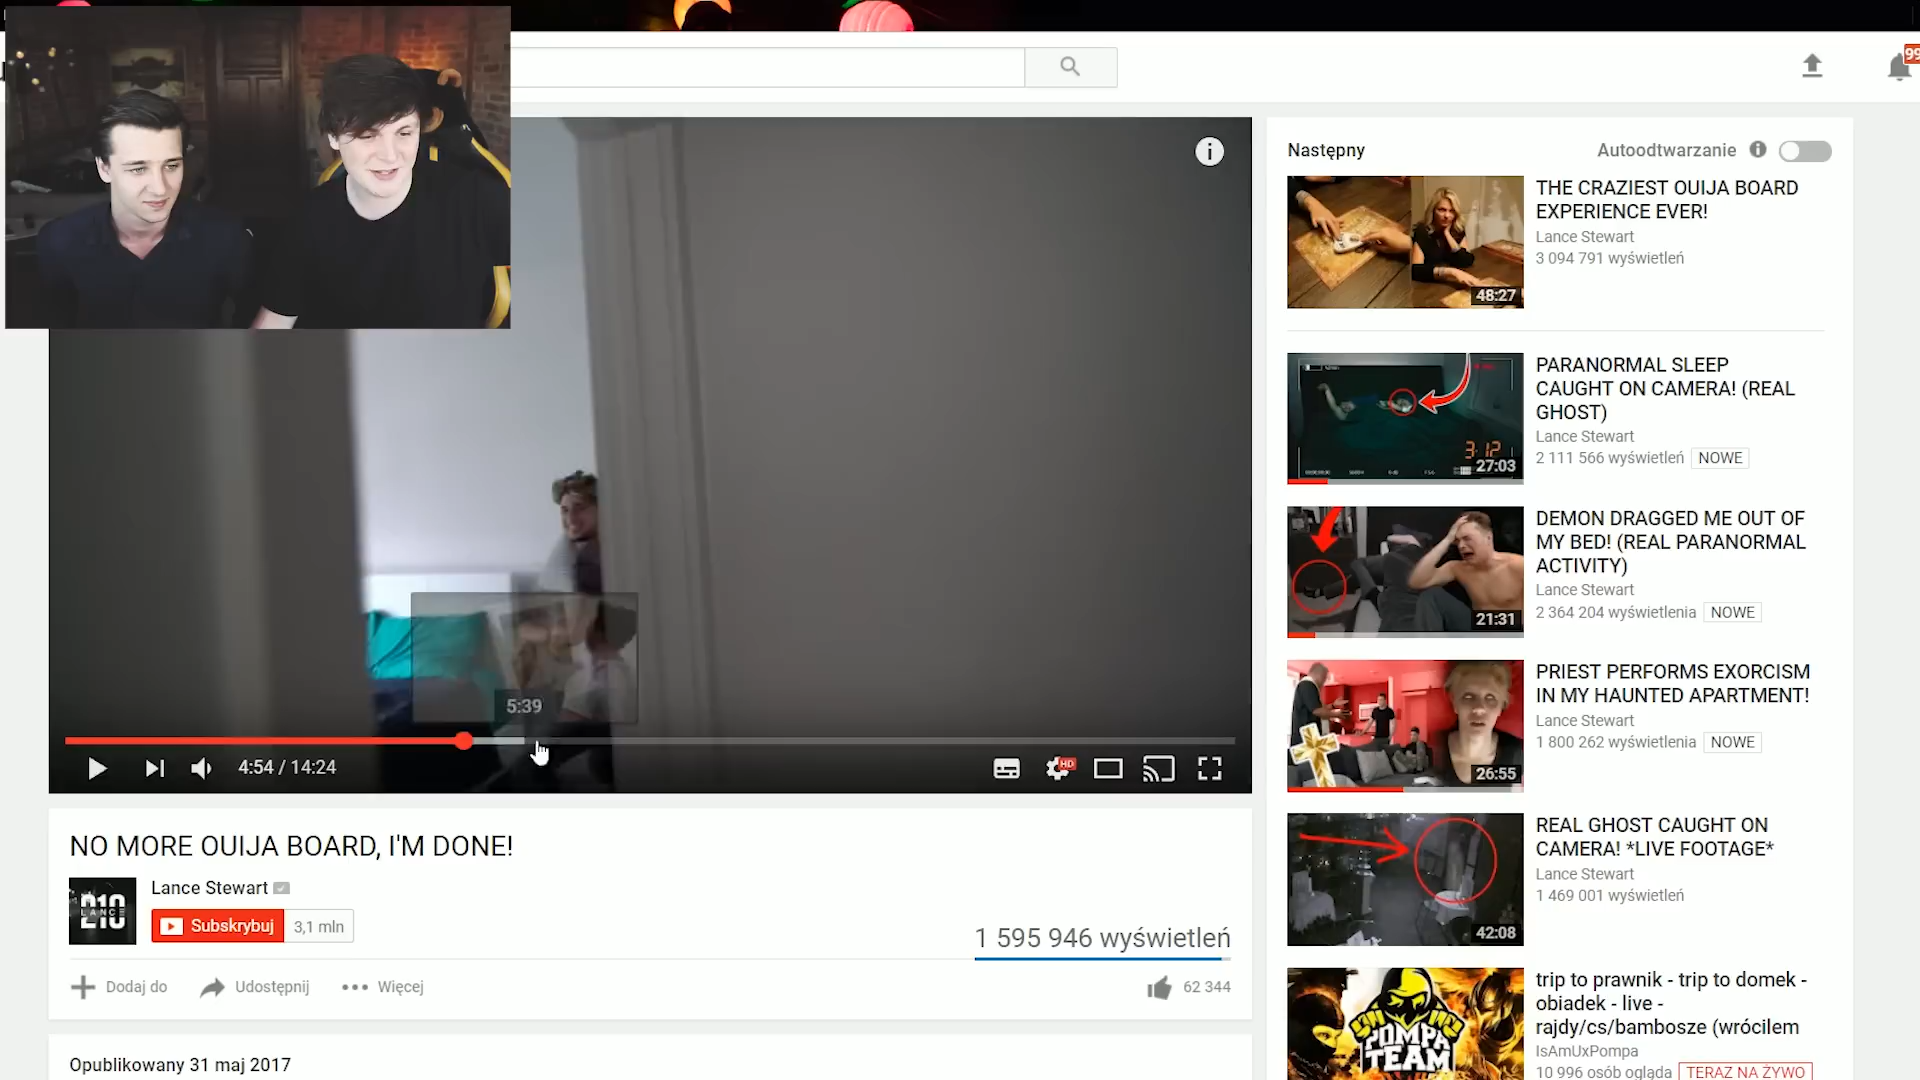 99
Następny
Autoodtwarzanie
THE CRAZIEST OUIJA BOARD
EXPERIENCE EVER!
Lance Stewart
3 094 791 wyświetleń
48:27
PARANORMAL SLEEP
CAUGHT ON CAMERA! (REAL
GHOST)
Lance Stewart
2 111 566 wyświetleń NOWE
3:12
27:03
DEMON DRAGGED ME OUT OF
MY BED! (REAL PARANORMAL
ACTIVITY)
Lance Stewart
2 364 204 wyświetlenia NOWE
21:31
PRIEST PERFORMS EXORCISM
IN MY HAUNTED APARTMENT!
Lance Stewart
1 800 262 wyświetlenia NOWE
26:55
REAL GHOST CAUGHT ON
CAMERA! *LIVE FOOTAGE*
Lance Stewart
1 469 001 wyświetleń
42:08
trip to prawnik - trip to domek -
obiadek - live -
rajdy/cs/bambosze (wrócilem
IsAmUxPompa
10 996 osób ogląda TERAZ NA ŻYWO
POMPA
TEAM
5:39
4:54 / 14:24
HD
NO MORE OUIJA BOARD, I'M DONE!
210
LANCE
Lance Stewart
Subskrybuj 3,1 mln
1 595 946 wyświetleń
Dodaj do
Udostępnij
Więcej
62 344
Opublikowany 31 maj 2017